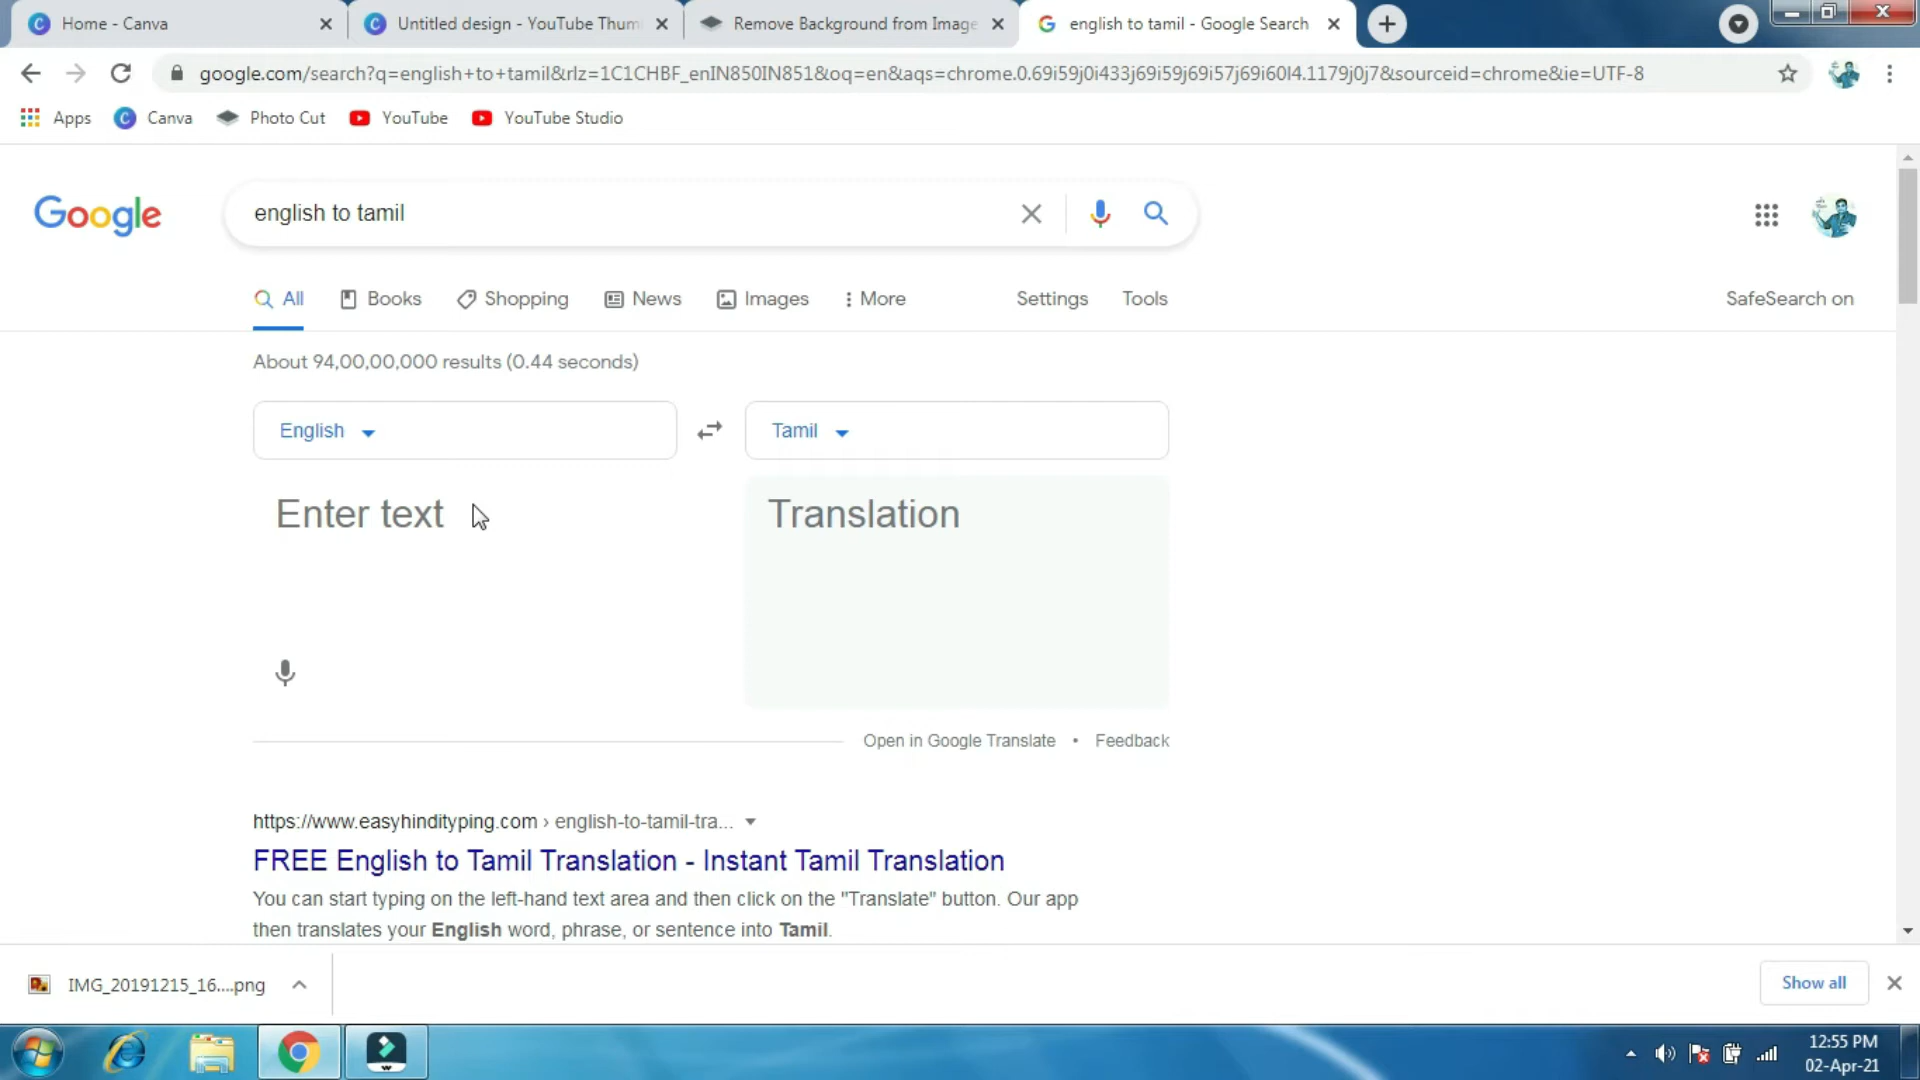 Home - Canva
Untitled design - YouTube Thum
Remove Background from Image
english to tamil - Google Search
google.com/search?q=english+to+tamil&rlz=1C1CHBF_enIN850IN851&oq=en&aqs=chrome.0.69i59j0i433j69i59j69i57j69i60l4.1179j0j7&sourceid=chrome&ie=UTF-8
Apps
Canva
Photo Cut
YouTube
YouTube Studio
Google
english to tamil
All
Books
Shopping
News
Images
More
Settings
Tools
SafeSearch on
About 94,00,00,000 results (0.44 seconds)
English
Tamil
Enter text
Translation
Open in Google Translate • Feedback
https://www.easyhindityping.com › english-to-tamil-tra...
FREE English to Tamil Translation - Instant Tamil Translation
You can start typing on the left-hand text area and then click on the "Translate" button. Our app
then translates your English word, phrase, or sentence into Tamil.
IMG_20191215_16....png
Show all
12:55 PM
02-Apr-21